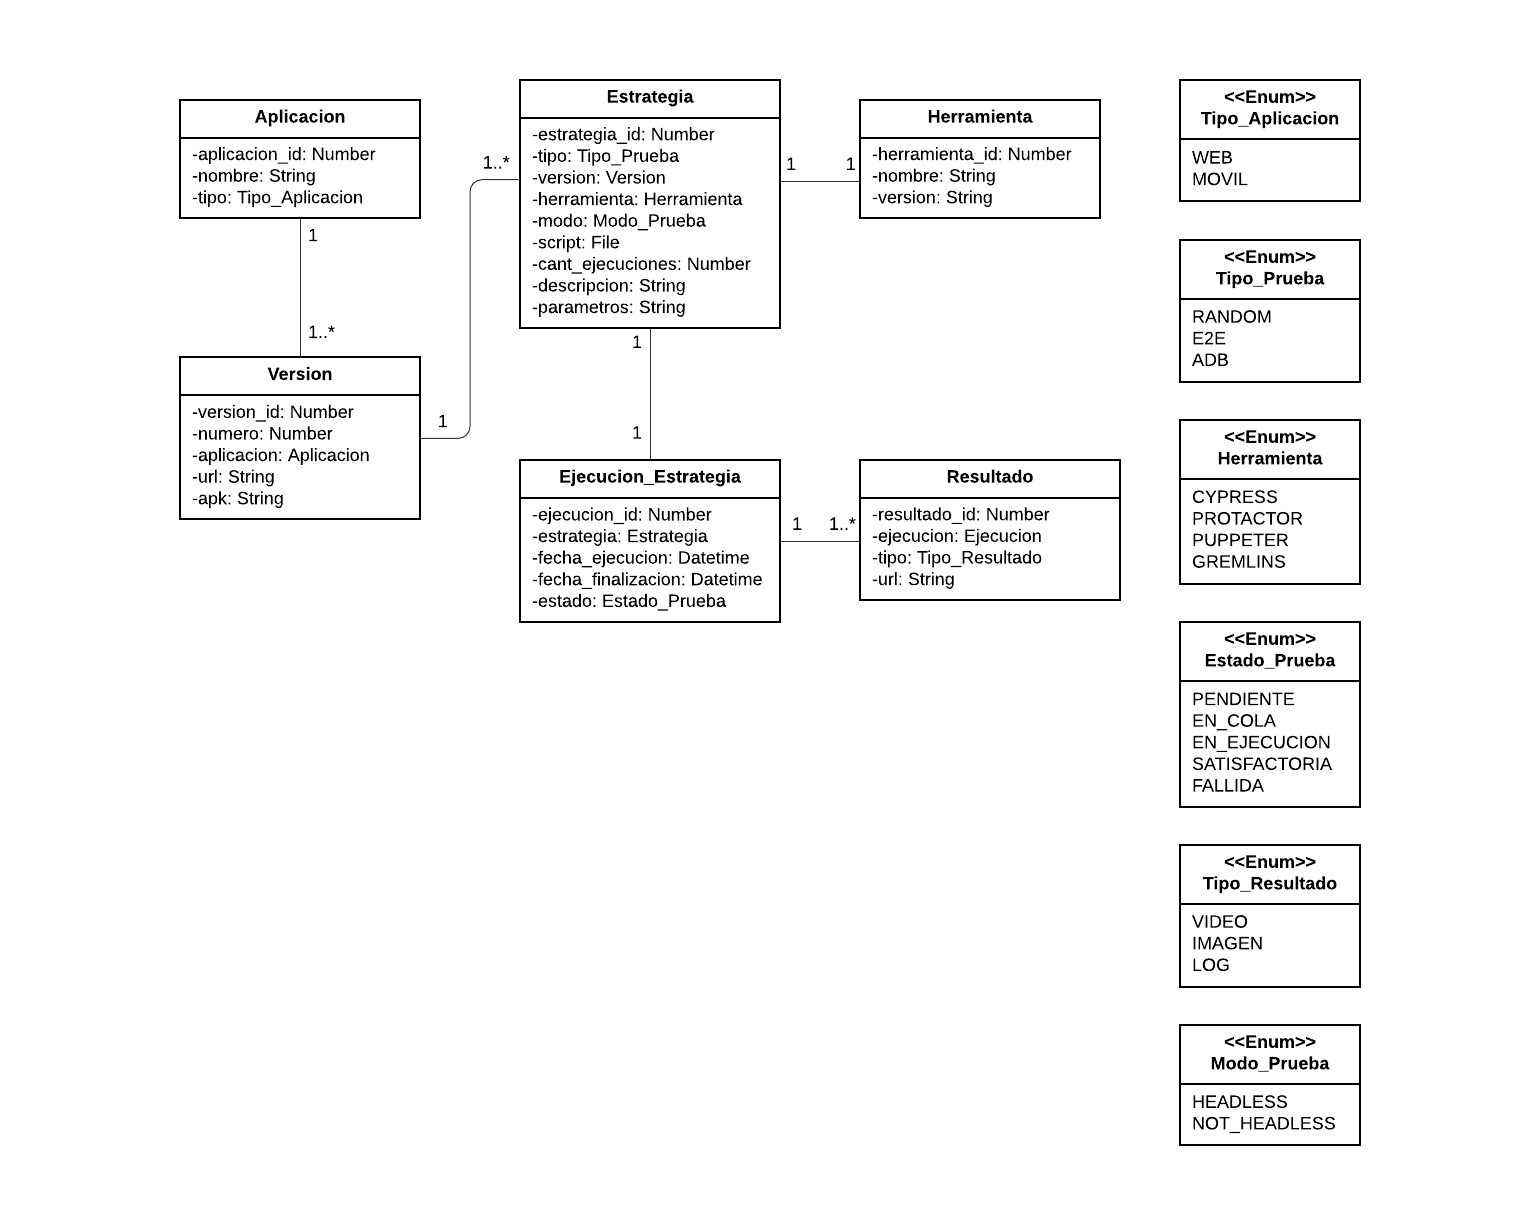 Aplicacion
-aplicacion_id: Number
-nombre: String
-tipo: Tipo_Aplicacion
1
1..*
Version
-version_id: Number
-numero: Number
-aplicacion: Aplicacion
-url: String
-apk: String
1
1..*
Estrategia
-estrategia_id: Number
-tipo: Tipo_Prueba
-version: Version
-herramienta: Herramienta
-modo: Modo_Prueba
-script: File
-cant_ejecuciones: Number
-descripcion: String
-parametros: String
1
1
Herramienta
-herramienta_id: Number
-nombre: String
-version: String
1
1
Ejecucion_Estrategia
-ejecucion_id: Number
-estrategia: Estrategia
-fecha_ejecucion: Datetime
-fecha_finalizacion: Datetime
-estado: Estado_Prueba
1
1..*
Resultado
-resultado_id: Number
-ejecucion: Ejecucion
-tipo: Tipo_Resultado
-url: String
<<Enum>>
Tipo_Aplicacion
WEB
MOVIL
<<Enum>>
Tipo_Prueba
RANDOM
E2E
ADB
<<Enum>>
Herramienta
CYPRESS
PROTACTOR
PUPPETER
GREMLINS
<<Enum>>
Estado_Prueba
PENDIENTE
EN_COLA
EN_EJECUCION
SATISFACTORIA
FALLIDA
<<Enum>>
Tipo_Resultado
VIDEO
IMAGEN
LOG
<<Enum>>
Modo_Prueba
HEADLESS
NOT_HEADLESS